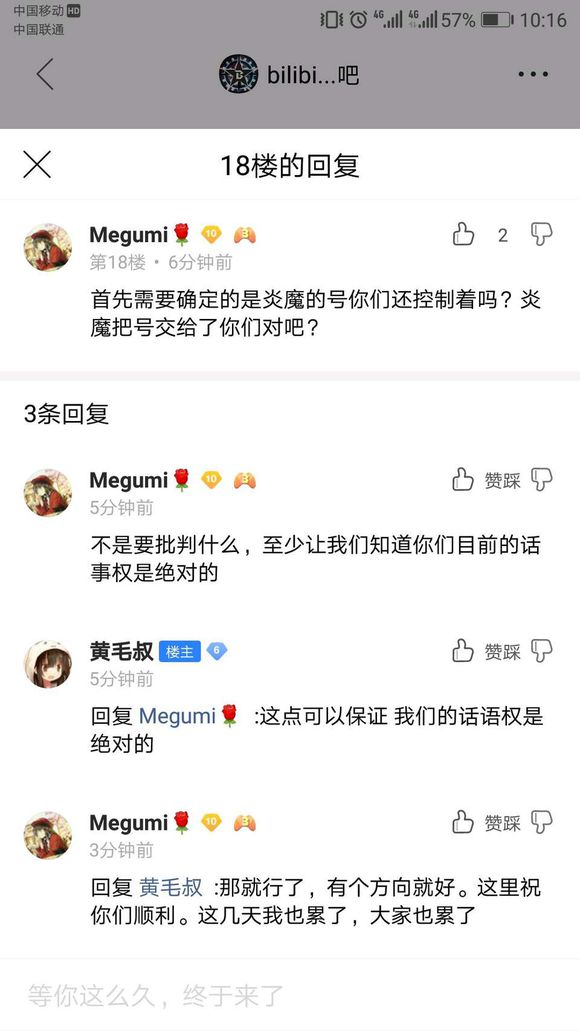 中国移动 HD
中国联通
4G 4G 57% 10:16
bilibi...吧
18楼的回复
Megumi🌹 10 3
2
第18楼 · 6分钟前
首先需要确定的是炎魔的号你们还控制着吗？炎
魔把号交给了你们对吧？
3条回复
Megumi🌹 10 3
赞踩
5分钟前
不是要批判什么，至少让我们知道你们目前的话
事权是绝对的
黄毛叔 楼主 6
赞踩
5分钟前
回复 Megumi🌹 :这点可以保证 我们的话语权是
绝对的
Megumi🌹 10 3
赞踩
3分钟前
回复 黄毛叔 :那就行了，有个方向就好。这里祝
你们顺利。这几天我也累了，大家也累了
等你这么久，终于来了